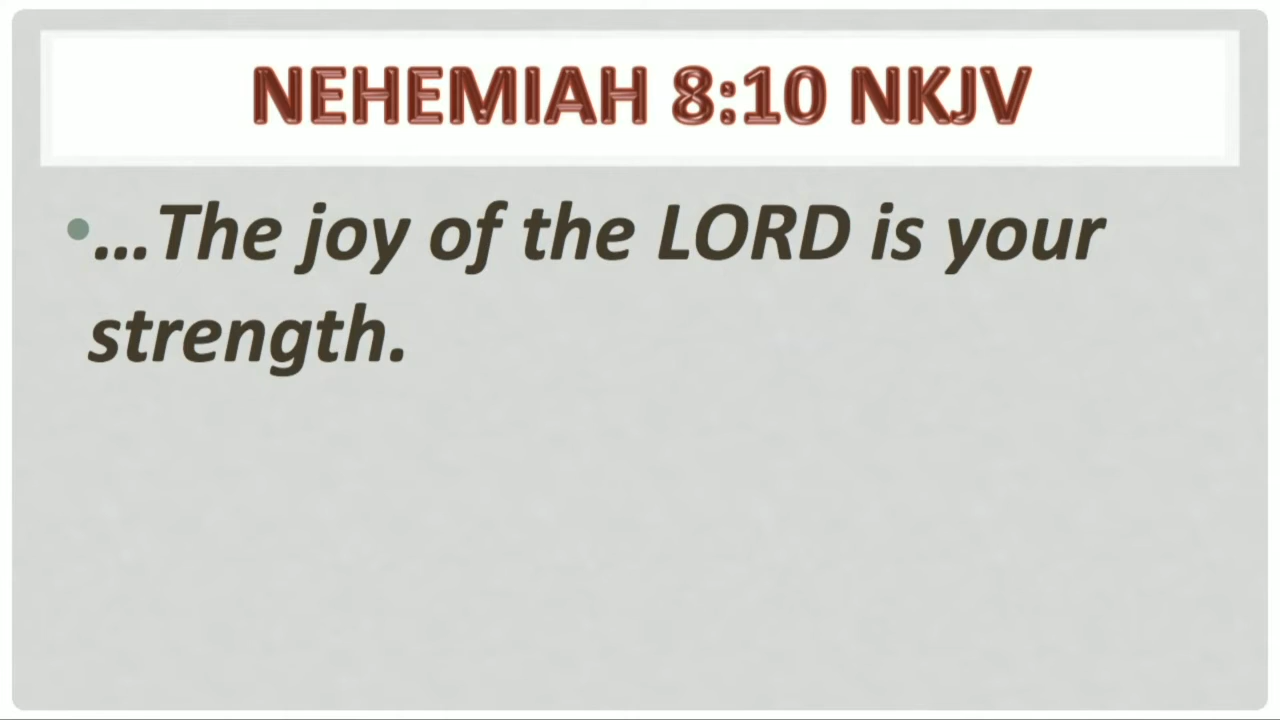 NEHEMIAH 8:10 NKJV
•...The joy of the LORD is your
strength.